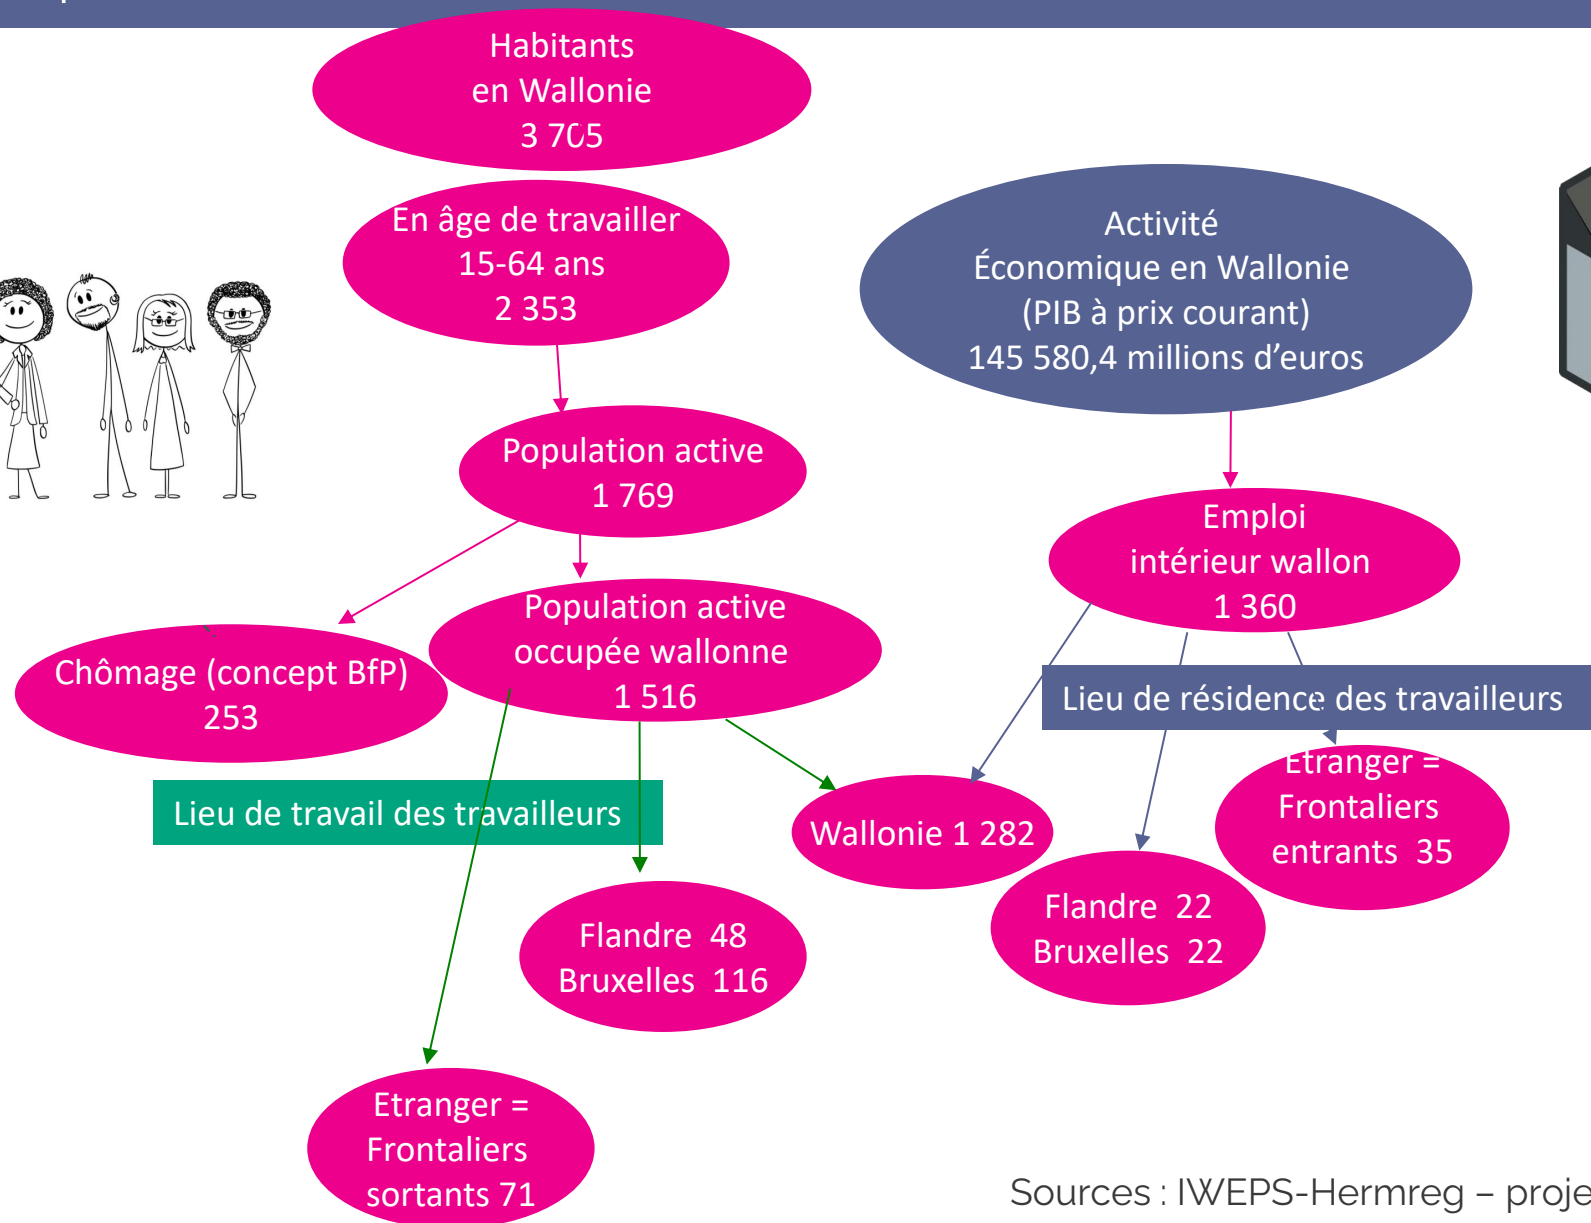 Habitants
en Wallonie
3 705
En âge de travailler
15-64 ans
2 353
Activité
Économique en Wallonie
(PIB à prix courant)
145 580,4 millions d’euros
Population active
1 769
Emploi
intérieur wallon
1 360
Population active
occupée wallonne
1 516
Chômage (concept BfP)
253
Lieu de résidence des travailleurs
Lieu de travail des travailleurs
Wallonie 1 282
Etranger =
Frontaliers
entrants 35
Flandre 22
Bruxelles 22
Flandre 48
Bruxelles 116
Etranger =
Frontaliers
sortants 71
Sources : IWEPS-Hermreg – proje